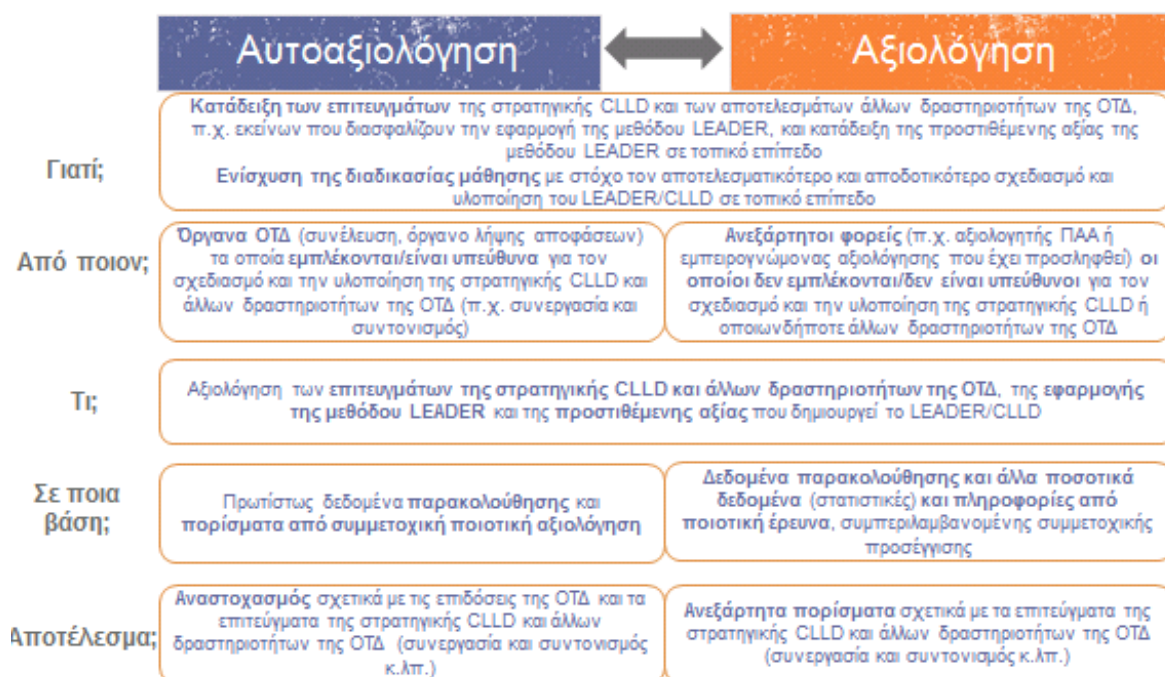 Αυτοαξιολόγηση
Αξιολόγηση
Γιατί;
Κατάδειξη των επιτευγμάτων της στρατηγικής CLLD και των αποτελεσμάτων άλλων δραστηριοτήτων της ΟΤΔ,
π.χ. εκείνων που διασφαλίζουν την εφαρμογή της μεθόδου LEADER, και κατάδειξη της προστιθέμενης αξίας της
μεθόδου LEADER σε τοπικό επίπεδο
Ενίσχυση της διαδικασίας μάθησης με στόχο τον αποτελεσματικότερο και αποδοτικότερο σχεδιασμό και
υλοποίηση του LEADER/CLLD σε τοπικό επίπεδο
Από ποιον;
Όργανα ΟΤΔ (συνέλευση, όργανο λήψης αποφάσεων)
τα οποία εμπλέκονται/είναι υπεύθυνα για τον
σχεδιασμό και την υλοποίηση της στρατηγικής CLLD και
άλλων δραστηριοτήτων της ΟΤΔ (π.χ. συνεργασία και
συντονισμός)
Ανεξάρτητοι φορείς (π.χ. αξιολογητής ΠΑΑ ή
εμπειρογνώμονας αξιολόγησης που έχει προσληφθεί) οι
οποίοι δεν εμπλέκονται/δεν είναι υπεύθυνοι για τον
σχεδιασμό και την υλοποίηση της στρατηγικής CLLD ή
οποιωνδήποτε άλλων δραστηριοτήτων της ΟΤΔ
Τι;
Αξιολόγηση των επιτευγμάτων της στρατηγικής CLLD και άλλων δραστηριοτήτων της ΟΤΔ, της εφαρμογής
της μεθόδου LEADER και της προστιθέμενης αξίας που δημιουργεί το LEADER/CLLD
Σε ποια
βάση;
Πρωτίστως δεδομένα παρακολούθησης και
πορίσματα από συμμετοχική ποιοτική αξιολόγηση
Δεδομένα παρακολούθησης και άλλα ποσοτικά
δεδομένα (στατιστικές) και πληροφορίες από
ποιοτική έρευνα, συμπεριλαμβανομένης συμμετοχικής
προσέγγισης
Αποτέλεσμα;
Αναστοχασμός σχετικά με τις επιδόσεις της ΟΤΔ και τα
επιτεύγματα της στρατηγικής CLLD και άλλων
δραστηριοτήτων της ΟΤΔ (συνεργασία και συντονισμός
κ.λπ.)
Ανεξάρτητα πορίσματα σχετικά με τα επιτεύγματα της
στρατηγικής CLLD και άλλων δραστηριοτήτων της ΟΤΔ
(συνεργασία και συντονισμός κ.λπ.)